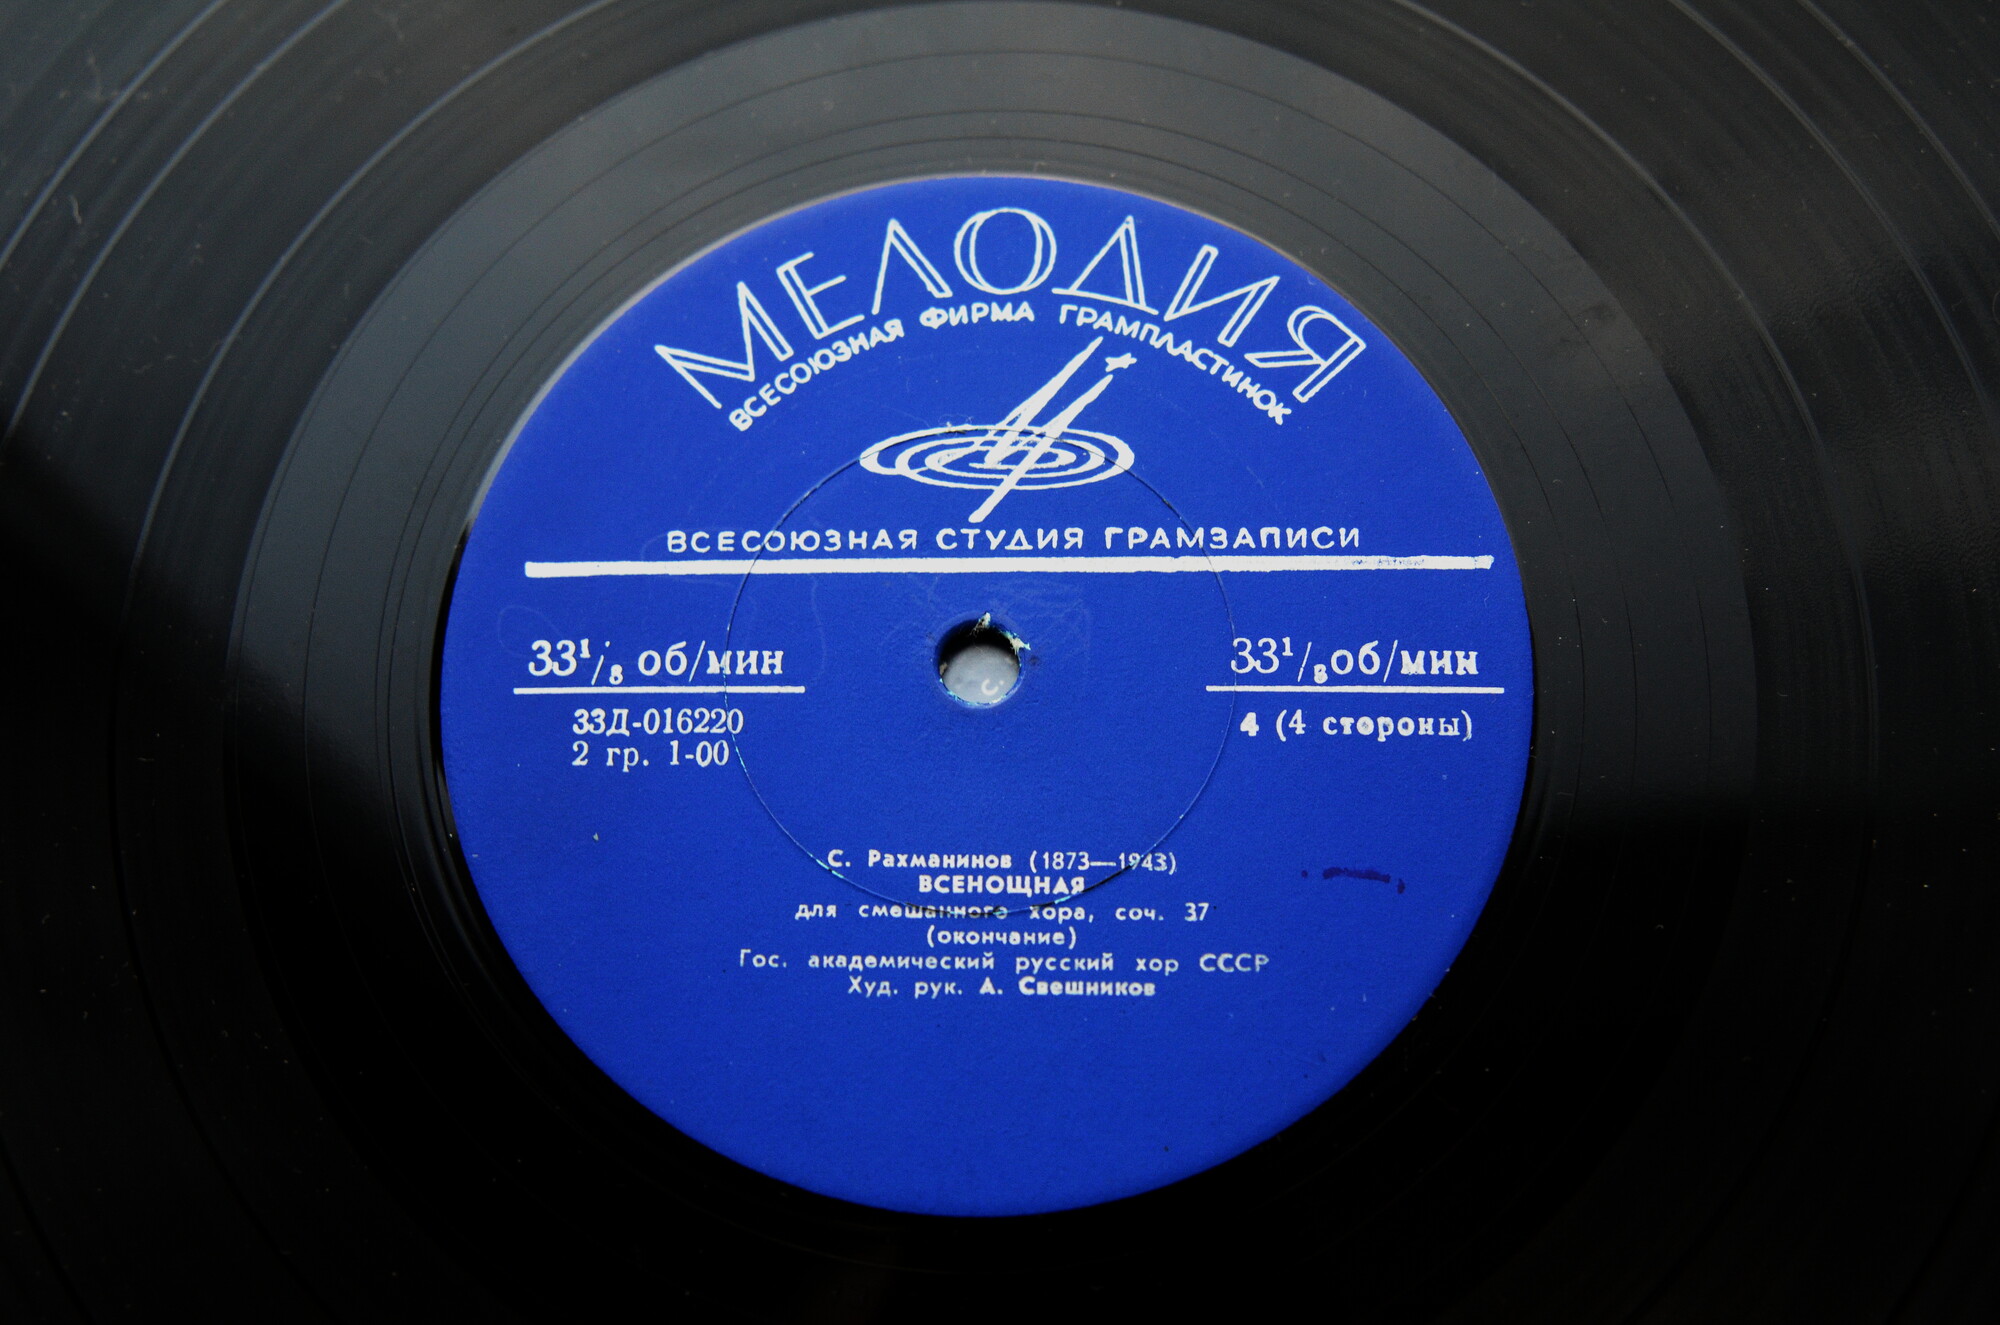 МЕЛОДИЯ
ВСЕСОЮЗНАЯ ФИРМА ГРАМПЛАСТИНОК
ВСЕСОЮЗНАЯ СТУДИЯ ГРАМЗАПИСИ
33¹/₃ об/мин
33Д-016220
2 гр. 1-00
33¹/₃ об/мин
4 (4 стороны)
С. Рахманинов (1873—1943)
ВСЕНОЩНАЯ
для смешанного хора, соч. 37
(окончание)
Гос. академический русский хор СССР
Худ. рук. А. Свешников